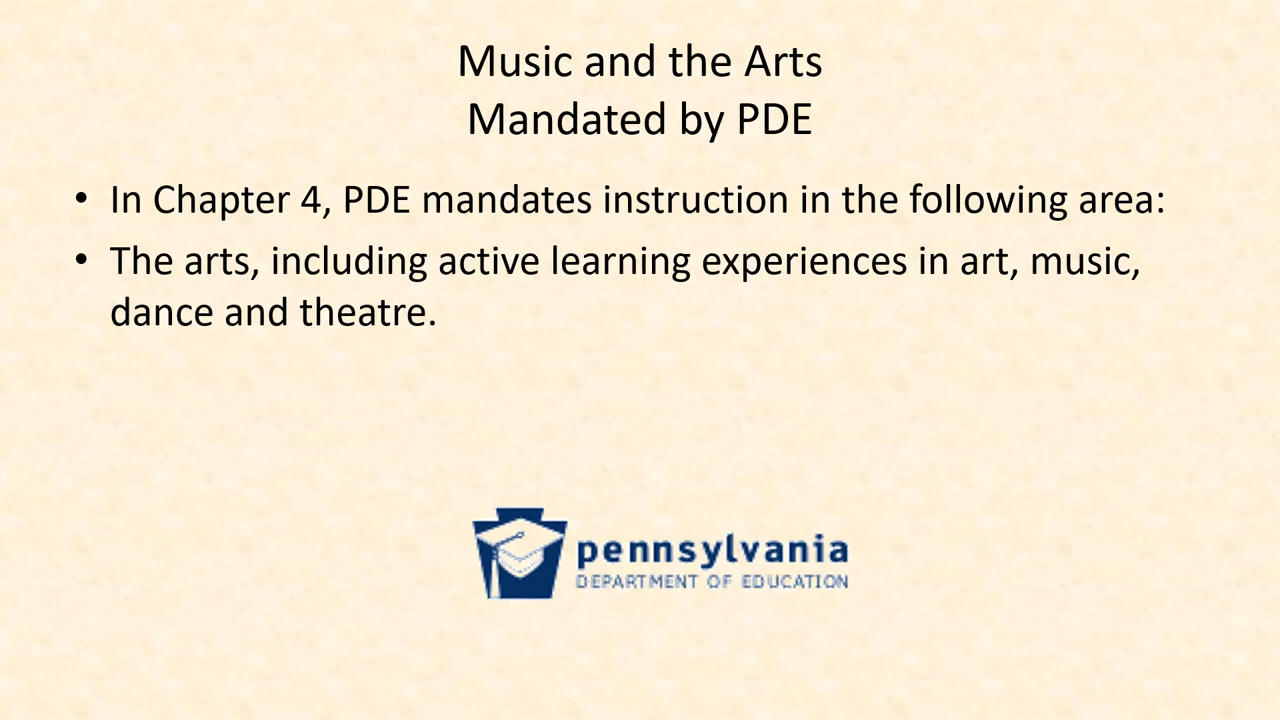 Music and the Arts
Mandated by PDE
• In Chapter 4, PDE mandates instruction in the following area:
• The arts, including active learning experiences in art, music,
dance and theatre.
pennsylvania
DEPARTMENT OF EDUCATION